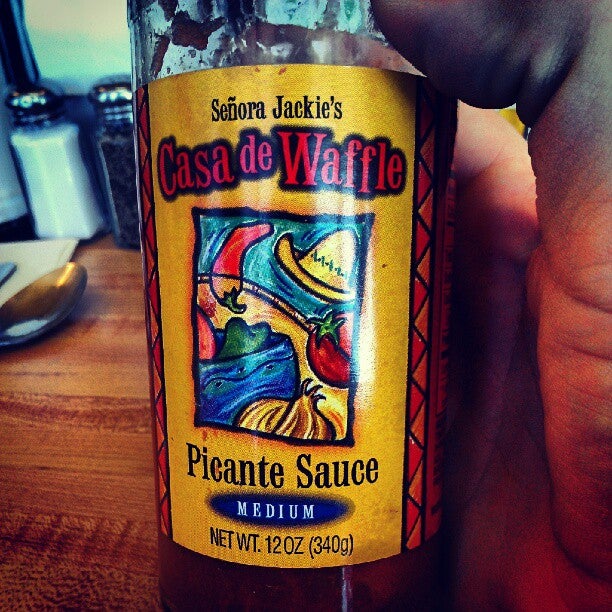 Señora Jackie's
Casa de Waffle
Picante Sauce
MEDIUM
NET WT. 12 OZ (340g)